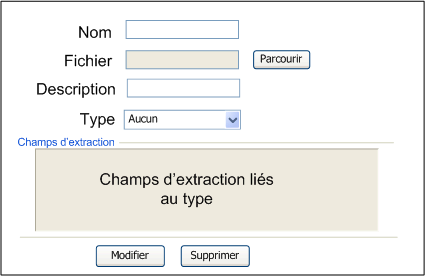 Nom
Fichier
Parcourir
Description
Type
Aucun
Champs d'extraction
Champs d'extraction liés
au type
Modifier
Supprimer